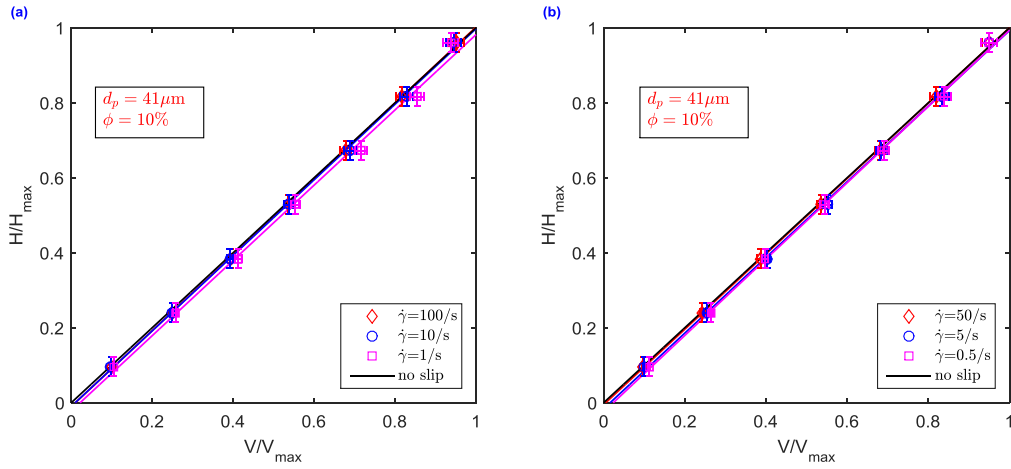 (a)
d_p = 41μm
ϕ = 10%
1
0.8
0.6
0.4
0.2
0
H/H_max
γ̇=100/s
γ̇=10/s
γ̇=1/s
no slip
0 0.2 0.4 0.6 0.8 1
V/V_max
(b)
d_p = 41μm
ϕ = 10%
1
0.8
0.6
0.4
0.2
0
H/H_max
γ̇=50/s
γ̇=5/s
γ̇=0.5/s
no slip
0 0.2 0.4 0.6 0.8 1
V/V_max